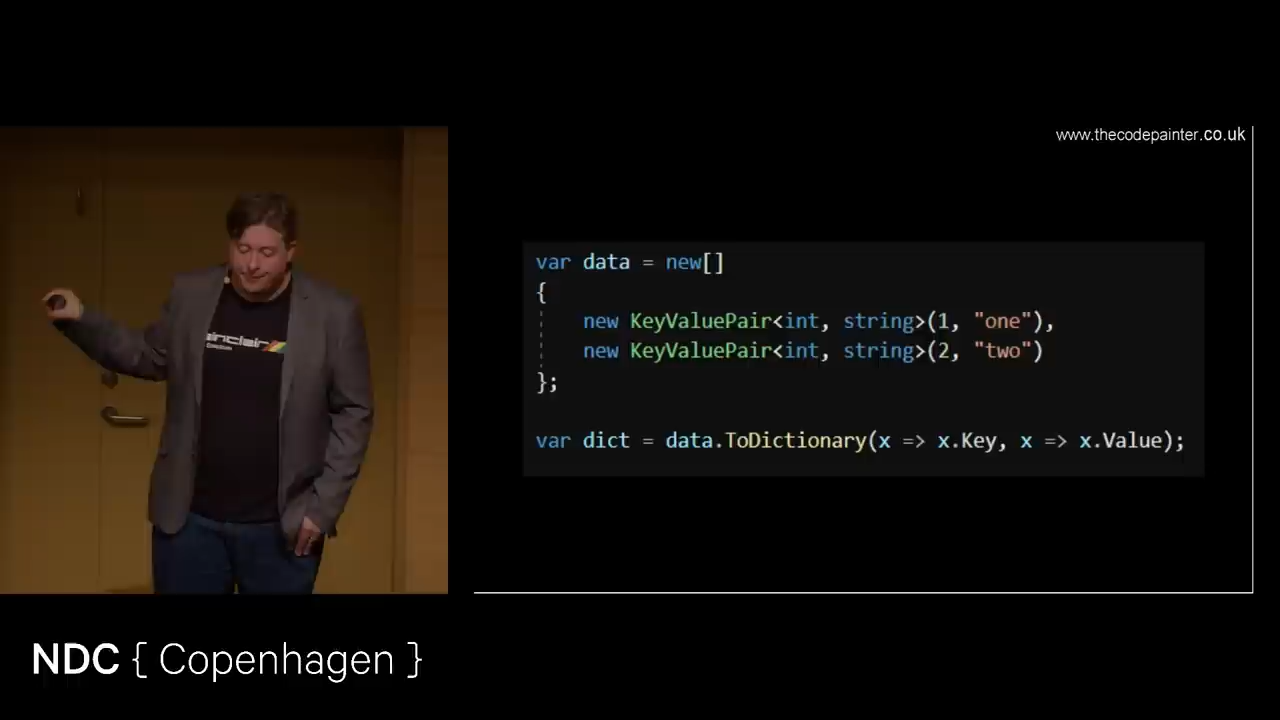 www.thecodepainter.co.uk
sinclair
var data = new[]
{
    new KeyValuePair<int, string>(1, "one"),
    new KeyValuePair<int, string>(2, "two")
};
var dict = data.ToDictionary(x => x.Key, x => x.Value);
NDC { Copenhagen }